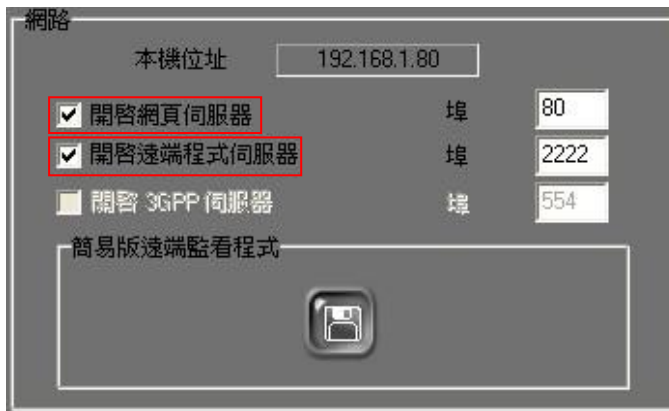 網路
本機位址 192.168.1.80
開啓網頁伺服器 埠 80
開啓遠端程式伺服器 埠 2222
開啓 3GPP 伺服器 埠 554
簡易版遠端監看程式